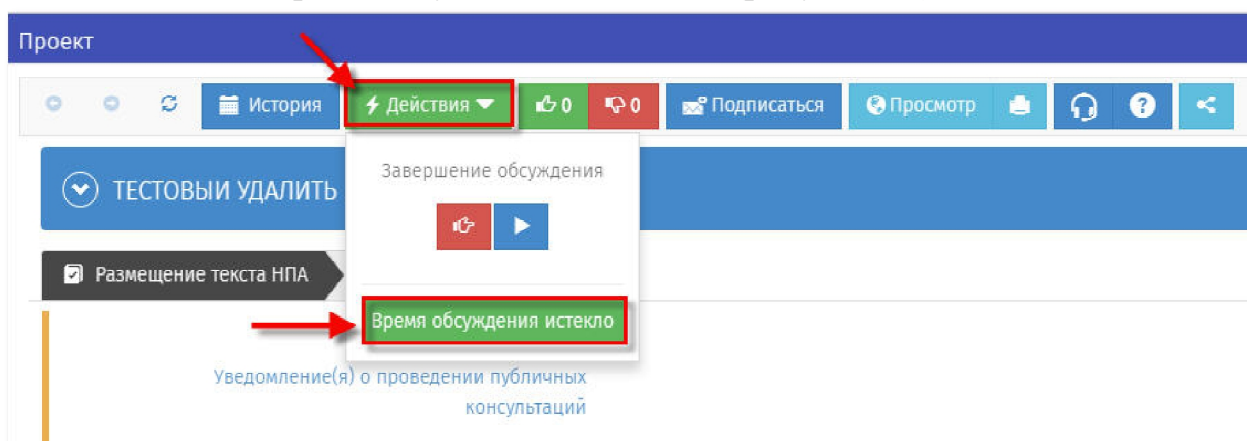 Проект
История Действия 0 0 Подписаться Просмотр ?
Завершение обсуждения
ТЕСТОВЫИ УДАЛИТЬ
Размещение текста НПА
Время обсуждения истекло
Уведомление(я) о проведении публичных
консультаций